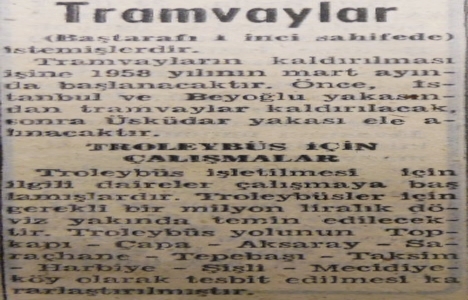 Tramvaylar
(Baştarafı 1 inci sahifede)
istemişlerdir.
Tramvayların kaldırılması
işine 1958 yılının mart ayın-
da başlanacaktır. Önce, İs-
tanbul ve Beyoğlu yakasın-
dan tramvaylar kaldırılacak,
sonra Üsküdar yakası ele a-
lınacaktır.
TROLEYBÜS İÇİN
ÇALIŞMALAR
Troleybüs işletilmesi için
ilgili daireler çalışmaya baş
lamışlardır. Troleybüsler için
gerekli bir milyon liralık dö-
viz yakında temin edilecek-
tir. Troleybüs yolunun Top-
kapı - Çapa - Aksaray - Sa-
raçhane - Tepebaşı - Taksim
- Harbiye - Şişli - Mecidiye-
köy olarak tesbit edilmesi ka
rarlaştırılmıştır.